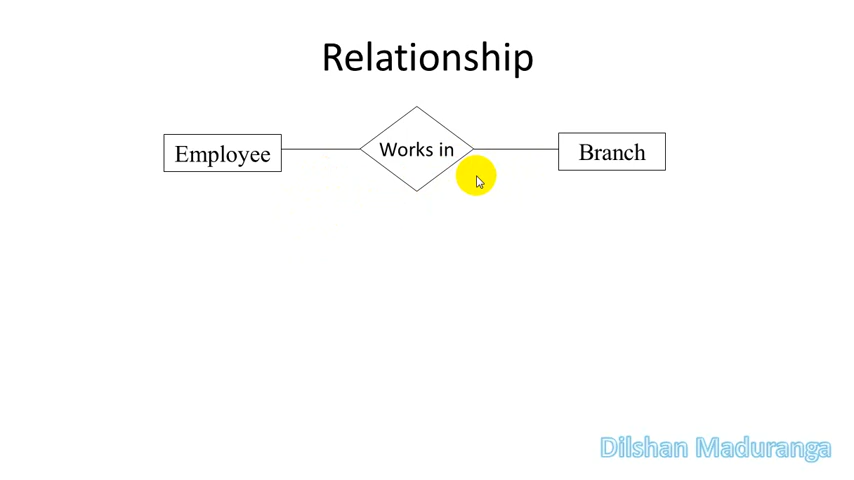 Relationship
Employee
Works in
Branch
Dilshan Maduranga